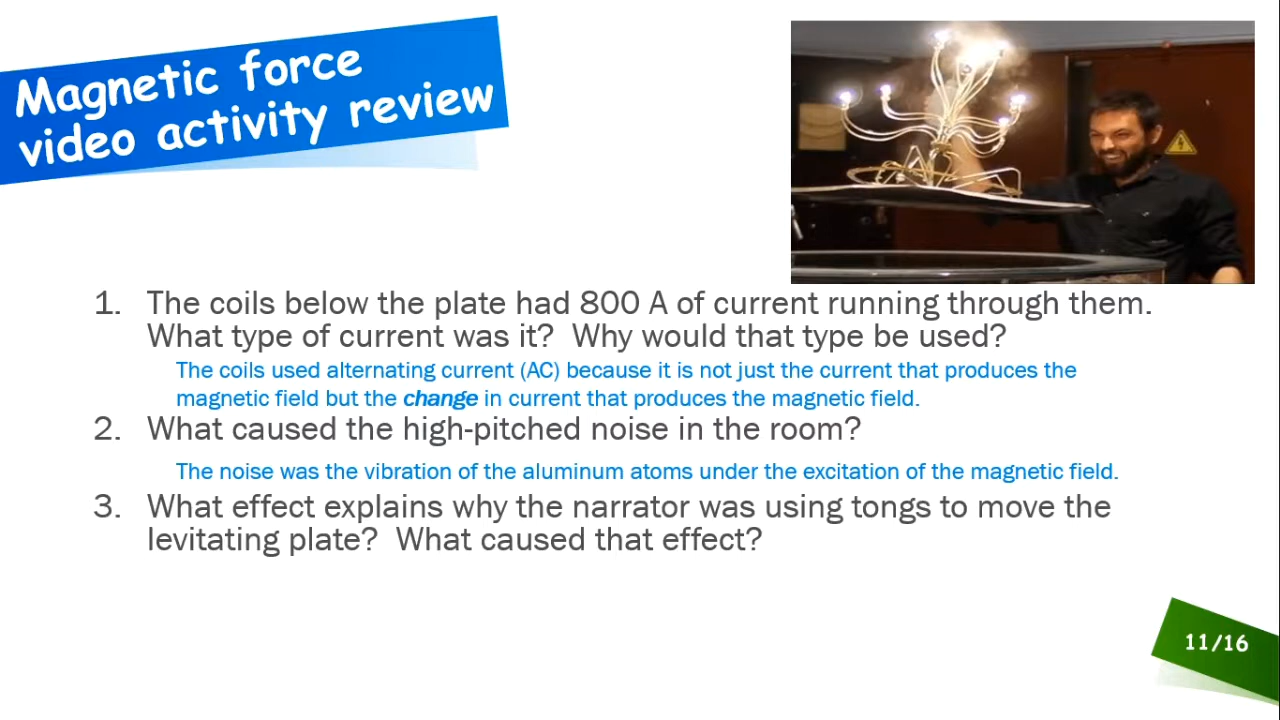 Magnetic force
video activity review
1. The coils below the plate had 800 A of current running through them.
What type of current was it? Why would that type be used?
The coils used alternating current (AC) because it is not just the current that produces the
magnetic field but the change in current that produces the magnetic field.
2. What caused the high-pitched noise in the room?
The noise was the vibration of the aluminum atoms under the excitation of the magnetic field.
3. What effect explains why the narrator was using tongs to move the
levitating plate? What caused that effect?
11/16